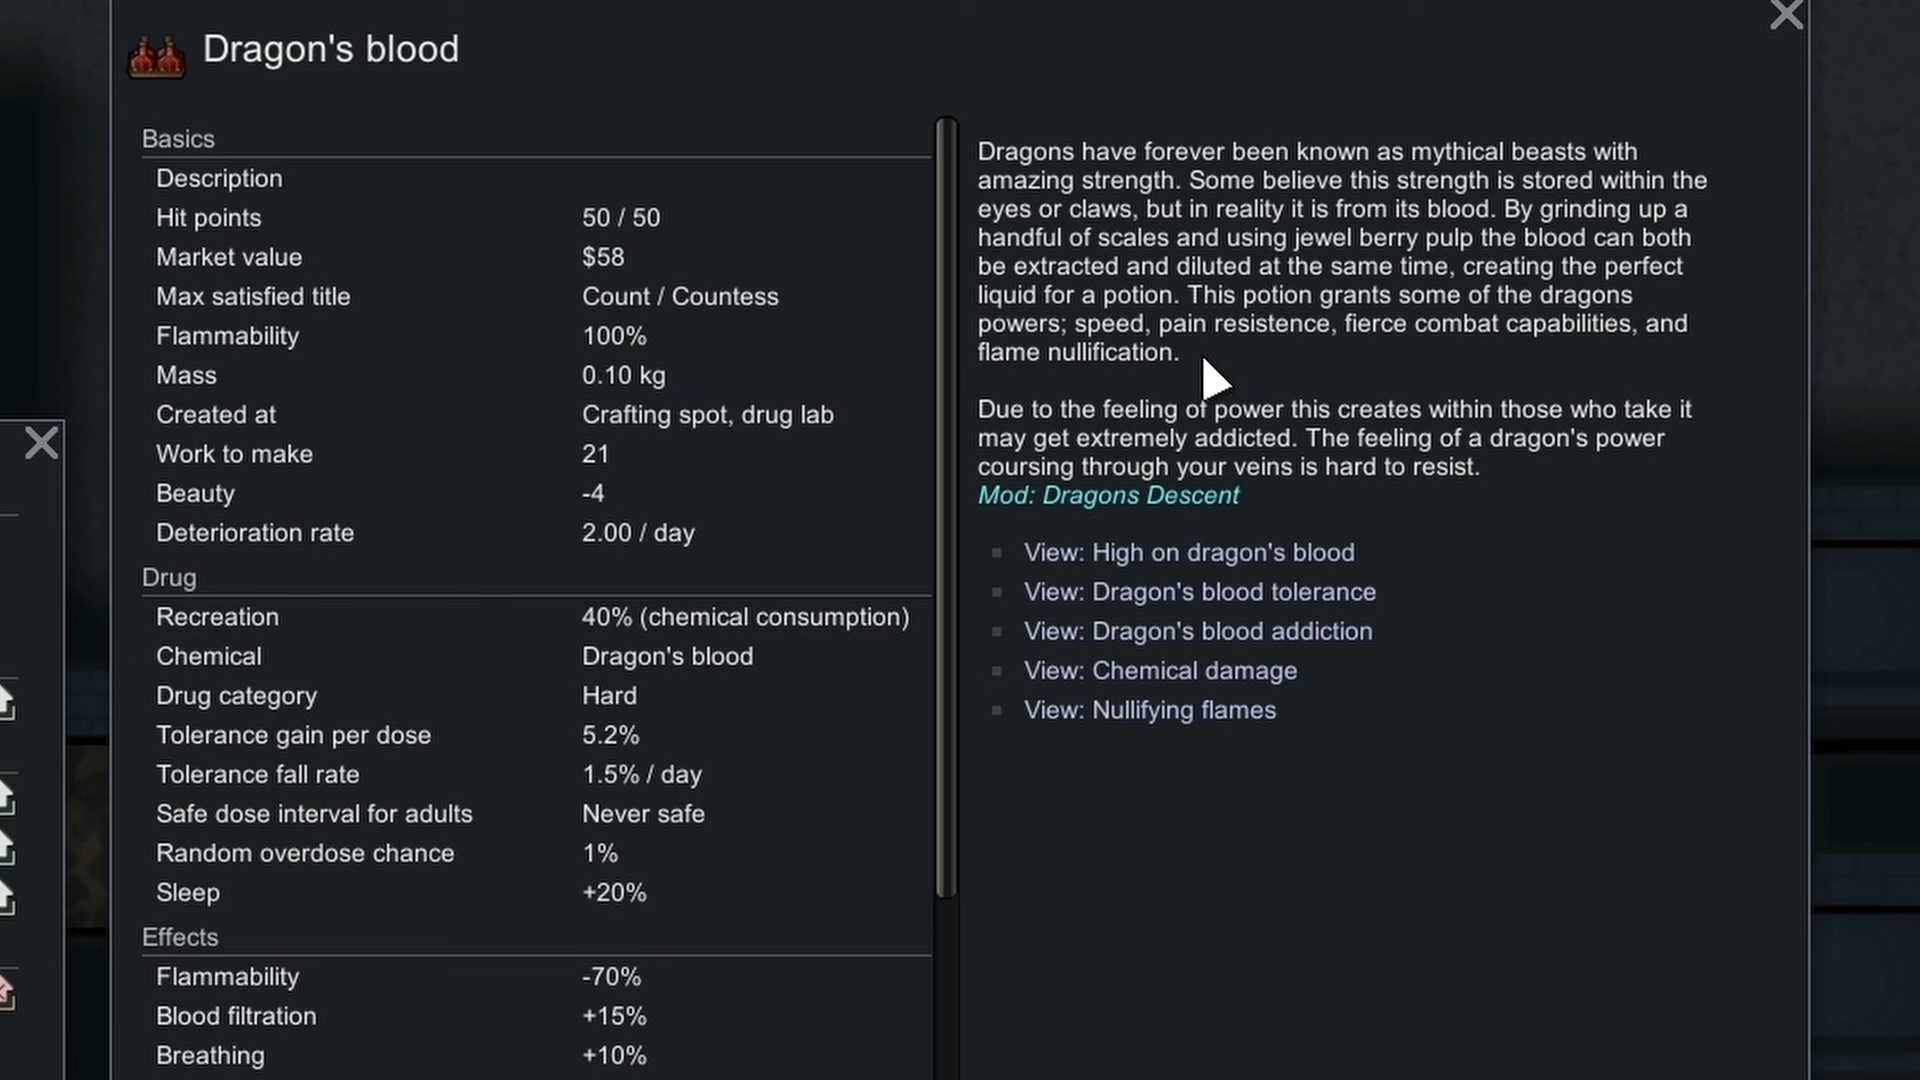 Dragon's blood
Basics
Description
Hit points 50 / 50
Market value $58
Max satisfied title Count / Countess
Flammability 100%
Mass 0.10 kg
Created at Crafting spot, drug lab
Work to make 21
Beauty -4
Deterioration rate 2.00 / day
Drug
Recreation 40% (chemical consumption)
Chemical Dragon's blood
Drug category Hard
Tolerance gain per dose 5.2%
Tolerance fall rate 1.5% / day
Safe dose interval for adults Never safe
Random overdose chance 1%
Sleep +20%
Effects
Flammability -70%
Blood filtration +15%
Breathing +10%
Dragons have forever been known as mythical beasts with
amazing strength. Some believe this strength is stored within the
eyes or claws, but in reality it is from its blood. By grinding up a
handful of scales and using jewel berry pulp the blood can both
be extracted and diluted at the same time, creating the perfect
liquid for a potion. This potion grants some of the dragons
powers; speed, pain resistence, fierce combat capabilities, and
flame nullification.
Due to the feeling of power this creates within those who take it
may get extremely addicted. The feeling of a dragon's power
coursing through your veins is hard to resist.
Mod: Dragons Descent
View: High on dragon's blood
View: Dragon's blood tolerance
View: Dragon's blood addiction
View: Chemical damage
View: Nullifying flames